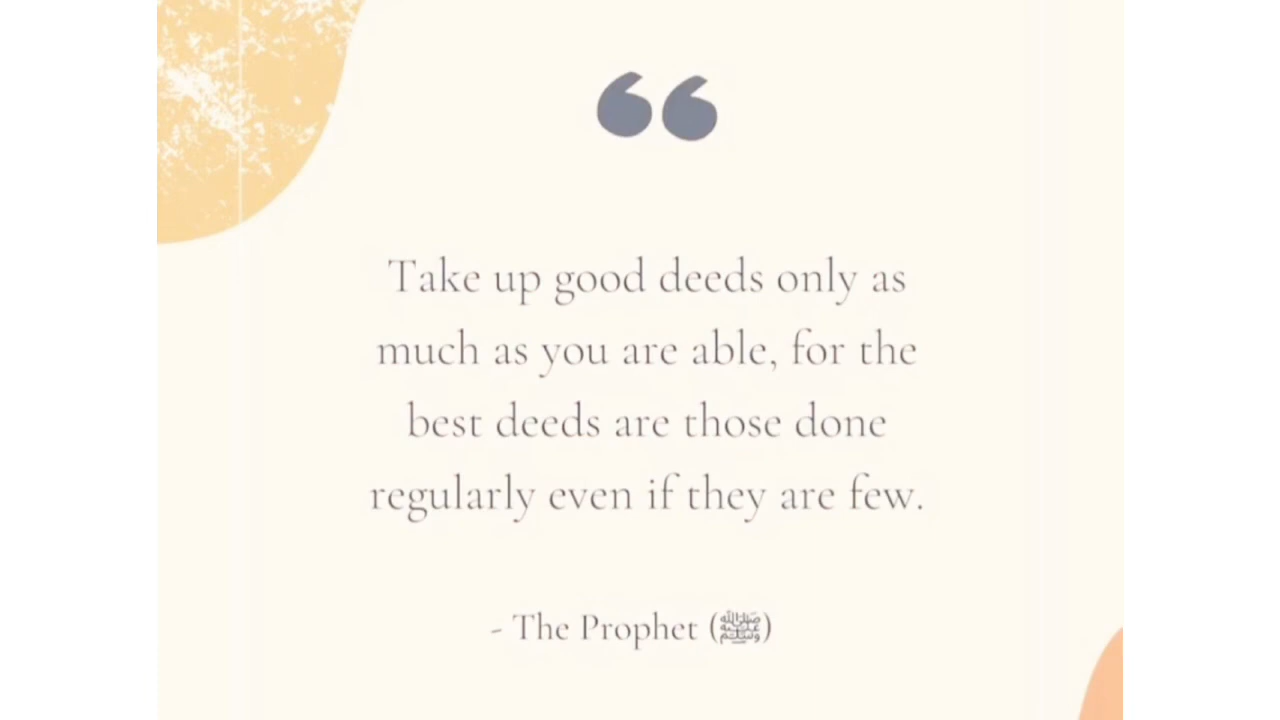 Take up good deeds only as
much as you are able, for the
best deeds are those done
regularly even if they are few.
- The Prophet (ﷺ)